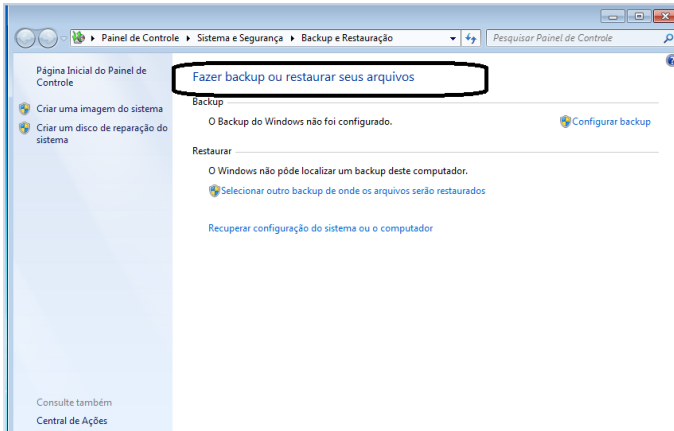 Painel de Controle Sistema e Segurança Backup e Restauração Pesquisar Painel de Controle
Página Inicial do Painel de
Controle
Criar uma imagem do sistema
Criar um disco de reparação do
sistema
Fazer backup ou restaurar seus arquivos
Backup
O Backup do Windows não foi configurado. Configurar backup
Restaurar
O Windows não pôde localizar um backup deste computador.
Selecionar outro backup de onde os arquivos serão restaurados
Recuperar configuração do sistema ou o computador
Consulte também
Central de Ações